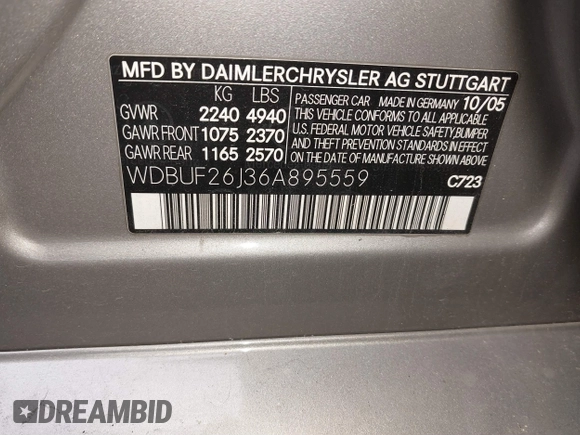 MFD BY DAIMLERCHRYSLER AG STUTTGART
KG LBS
GVWR 2240 4940
GAWR FRONT 1075 2370
GAWR REAR 1165 2570
PASSENGER CAR MADE IN GERMANY 10/05
THIS VEHICLE CONFORMS TO ALL APPLICABLE
U.S. FEDERAL MOTOR VEHICLE SAFETY, BUMPER
AND THEFT PREVENTION STANDARDS IN EFFECT
ON THE DATE OF MANUFACTURE SHOWN ABOVE.
WDBUF26J36A895559 C723
DREAMBID